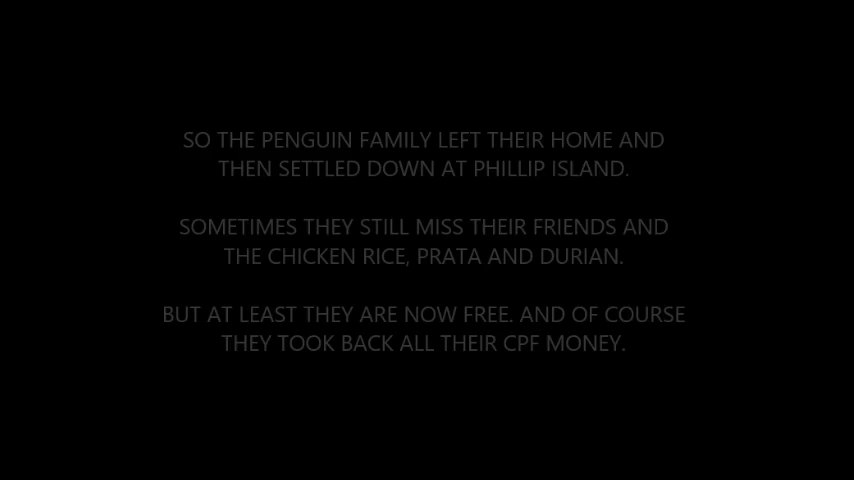 SO THE PENGUIN FAMILY LEFT THEIR HOME AND
THEN SETTLED DOWN AT PHILLIP ISLAND.
SOMETIMES THEY STILL MISS THEIR FRIENDS AND
THE CHICKEN RICE, PRATA AND DURIAN.
BUT AT LEAST THEY ARE NOW FREE. AND OF COURSE
THEY TOOK BACK ALL THEIR CPF MONEY.